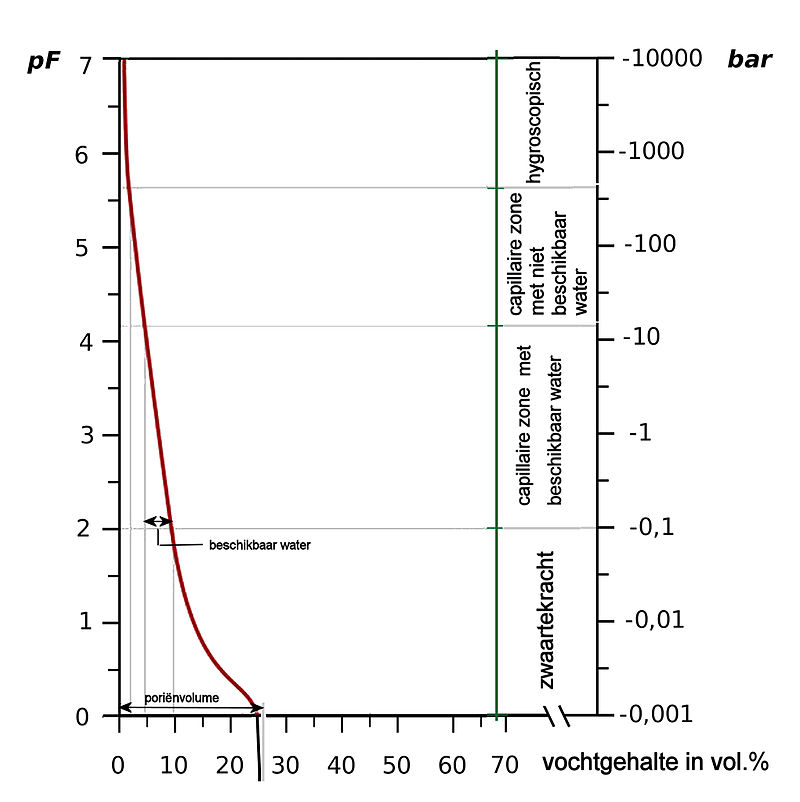 pF
7
6
5
4
3
2
1
0
bar
-10000
-1000
-100
-10
-1
-0,1
-0,01
-0,001
hygroscopisch
capillaire zone
met niet
beschikbaar
water
capillaire zone met
beschikbaar water
zwaartekracht
beschikbaar water
poriënvolume
0 10 20 30 40 50 60 70 vochtgehalte in vol.%